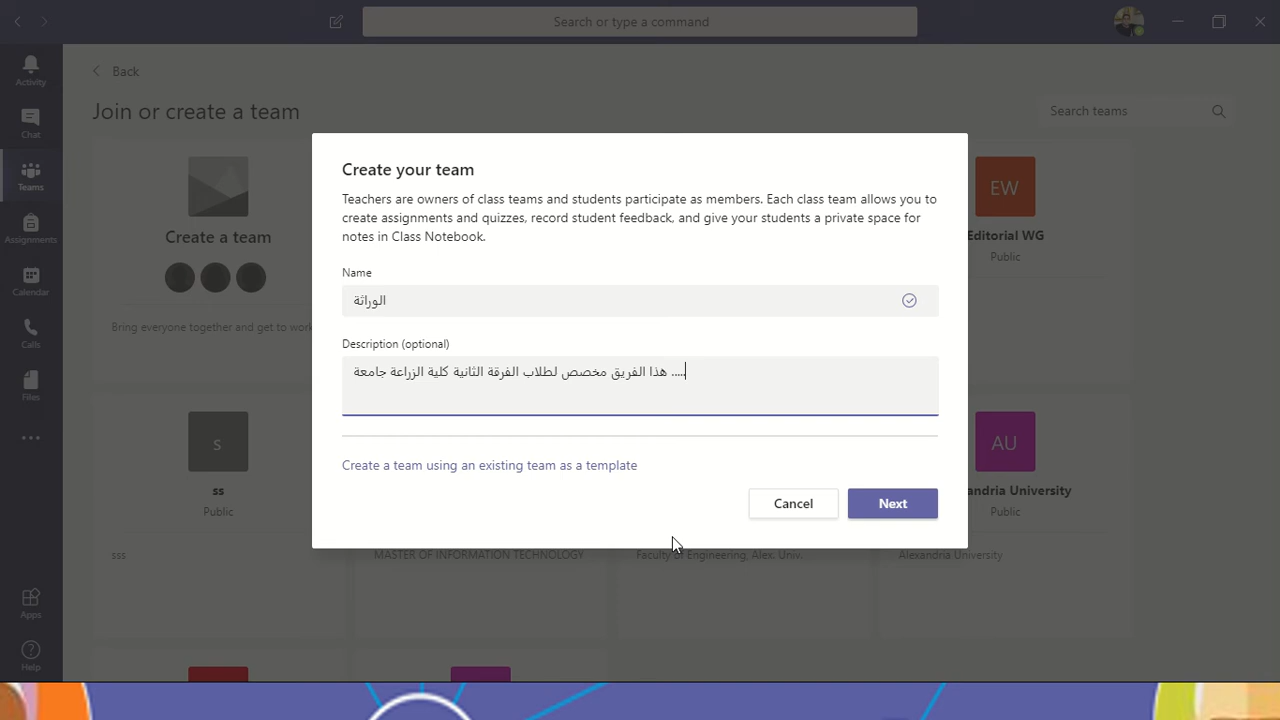 Search or type a command
Activity
Chat
Teams
Assignments
Calendar
Calls
Files
Apps
Help
Back
Join or create a team
Search teams
Create a team
Bring everyone together and get to work
EW
Editorial WG
Public
s
ss
Public
sss
MASTER OF INFORMATION TECHNOLOGY
Faculty of Engineering, Alex. Univ.
AU
andria University
Public
Alexandria University
Create your team
Teachers are owners of class teams and students participate as members. Each class team allows you to
create assignments and quizzes, record student feedback, and give your students a private space for
notes in Class Notebook.
Name
الوراثة
Description (optional)
هذا الفريق مخصص لطلاب الفرقة الثانية كلية الزراعة جامعة .....
Create a team using an existing team as a template
Cancel
Next